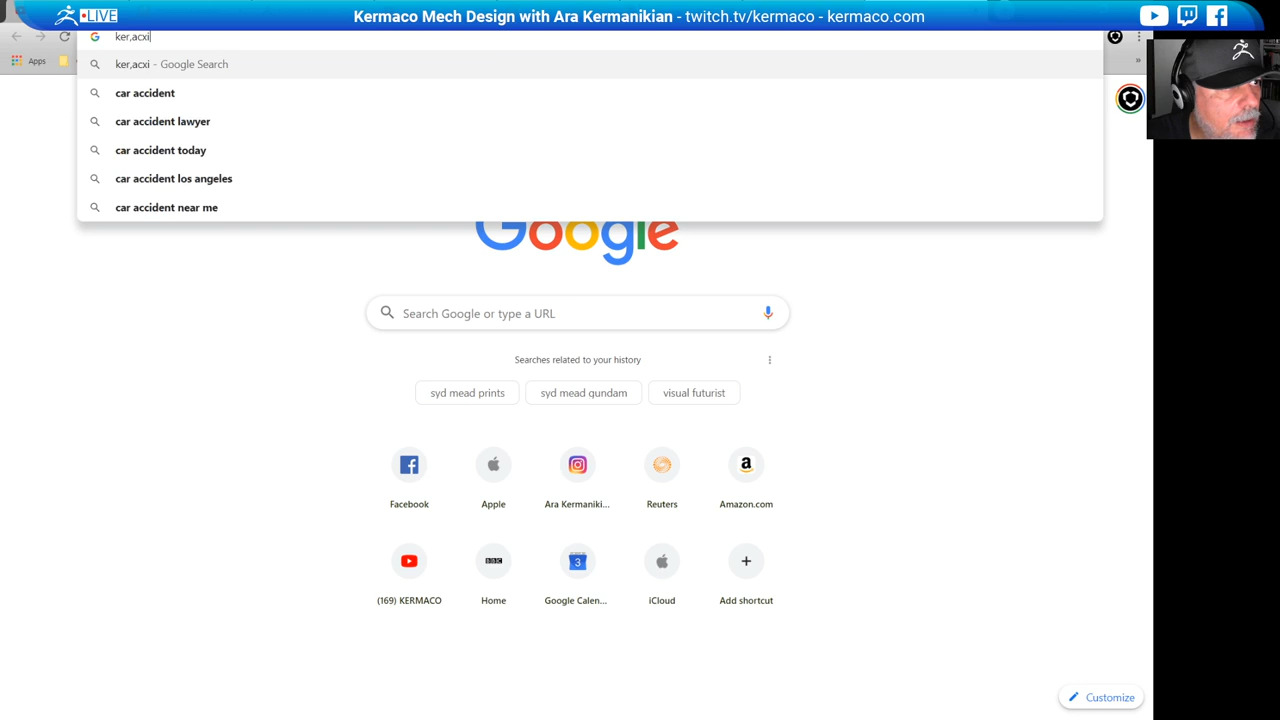 LIVE
Kermaco Mech Design with Ara Kermanikian - twitch.tv/kermaco - kermaco.com
ker,acxi
Apps
ker,acxi - Google Search
car accident
car accident lawyer
car accident today
car accident los angeles
car accident near me
Google
Search Google or type a URL
Searches related to your history
syd mead prints
syd mead gundam
visual futurist
Facebook
Apple
Ara Kermaniki...
Reuters
Amazon.com
BBC
3
(169) KERMACO
Home
Google Calen...
iCloud
Add shortcut
Customize